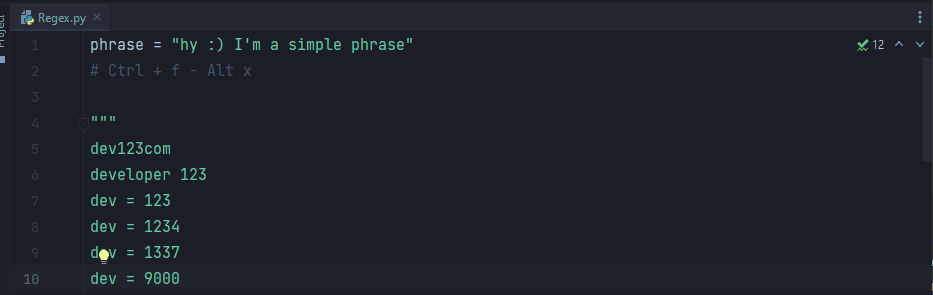 Project
Regex.py
1 phrase = "hy :) I'm a simple phrase"
12
2 # Ctrl + f - Alt x
3
4 """
5 dev123com
6 developer 123
7 dev = 123
8 dev = 1234
9 dev = 1337
10 dev = 9000